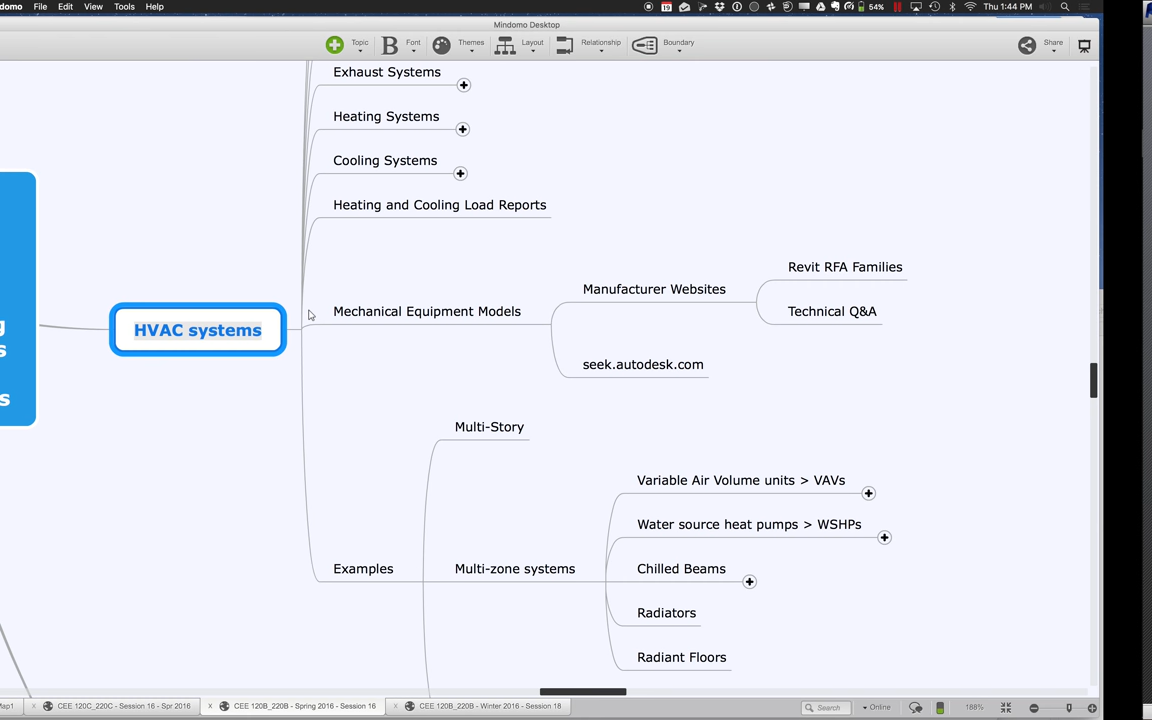 ndomo File Edit View Tools Help 19 54% Thu 1:44 PM
Mindomo Desktop
Topic Font Themes Layout Relationship Boundary Share
Exhaust Systems
Heating Systems
Cooling Systems
Heating and Cooling Load Reports
Mechanical Equipment Models
Manufacturer Websites
Revit RFA Families
Technical Q&A
seek.autodesk.com
HVAC systems
g
s
s
Examples
Multi-Story
Multi-zone systems
Variable Air Volume units > VAVs
Water source heat pumps > WSHPs
Chilled Beams
Radiators
Radiant Floors
Map1 CEE 120C_220C - Session 16 - Spr 2016 CEE 120B_220B - Spring 2016 - Session 16 CEE 120B_220B - Winter 2016 - Session 18 Search Online 188%